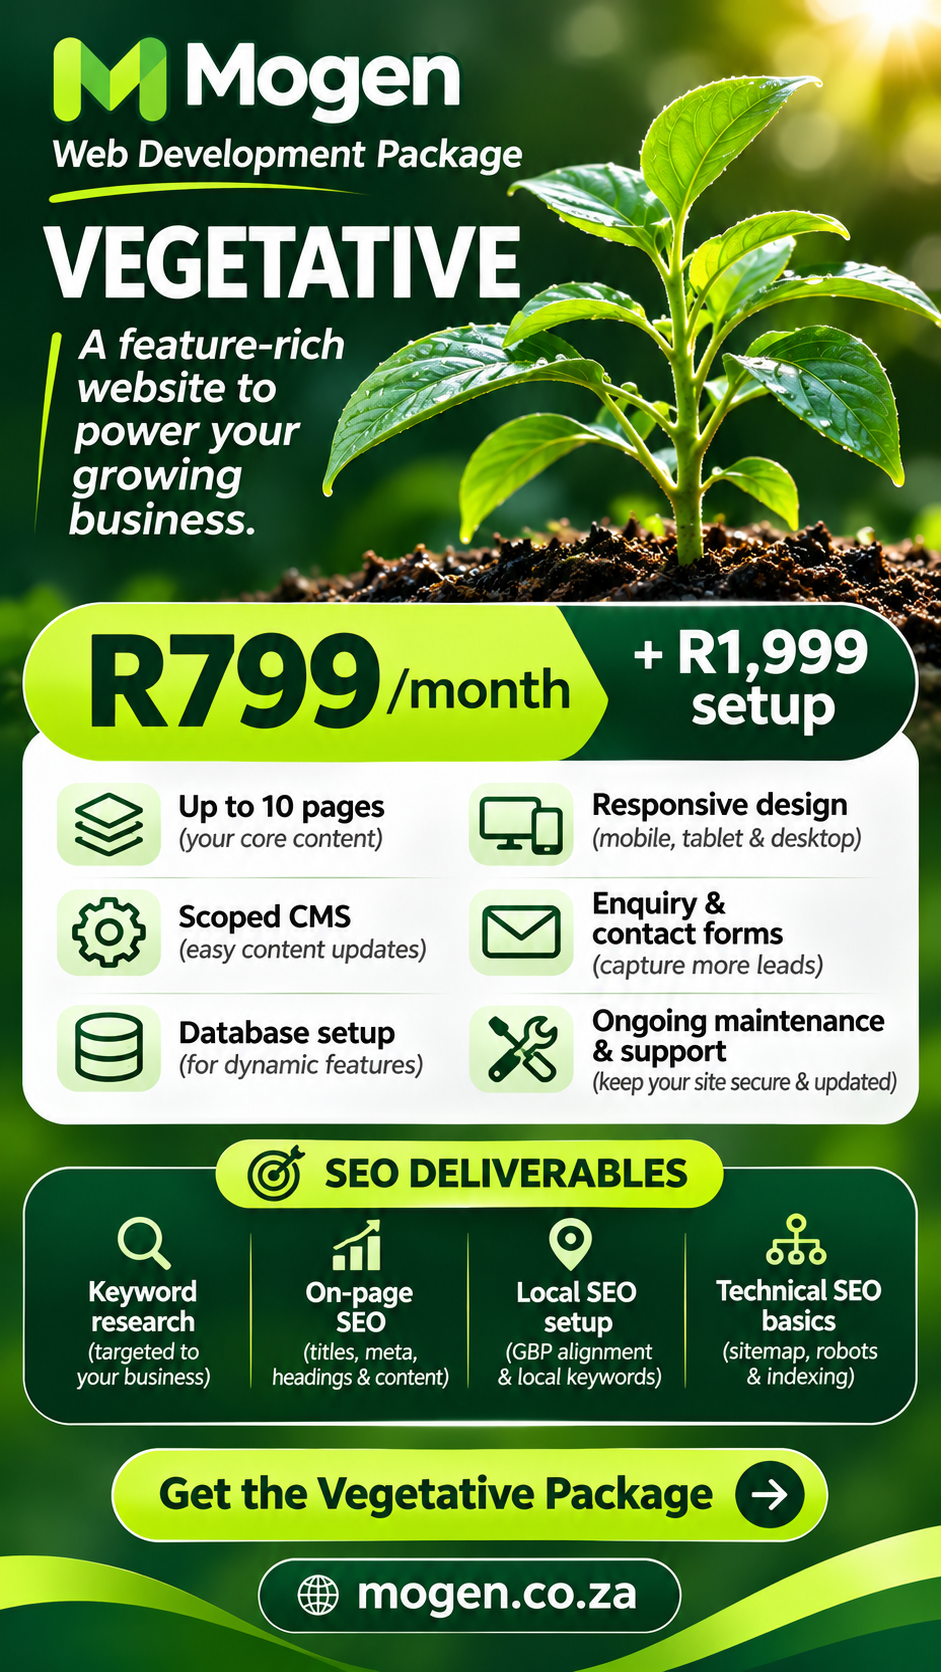 Mogen
Web Development Package
VEGETATIVE
A feature-rich
website to
power your
growing
business.
R799/month
+ R1,999
setup
Up to 10 pages
(your core content)
Responsive design
(mobile, tablet & desktop)
Scoped CMS
(easy content updates)
Enquiry &
contact forms
(capture more leads)
Database setup
(for dynamic features)
Ongoing maintenance
& support
(keep your site secure & updated)
SEO DELIVERABLES
Keyword
research
(targeted to
your business)
On-page
SEO
(titles, meta,
headings & content)
Local SEO
setup
(GBP alignment
& local keywords)
Technical SEO
basics
(sitemap, robots
& indexing)
Get the Vegetative Package
mogen.co.za